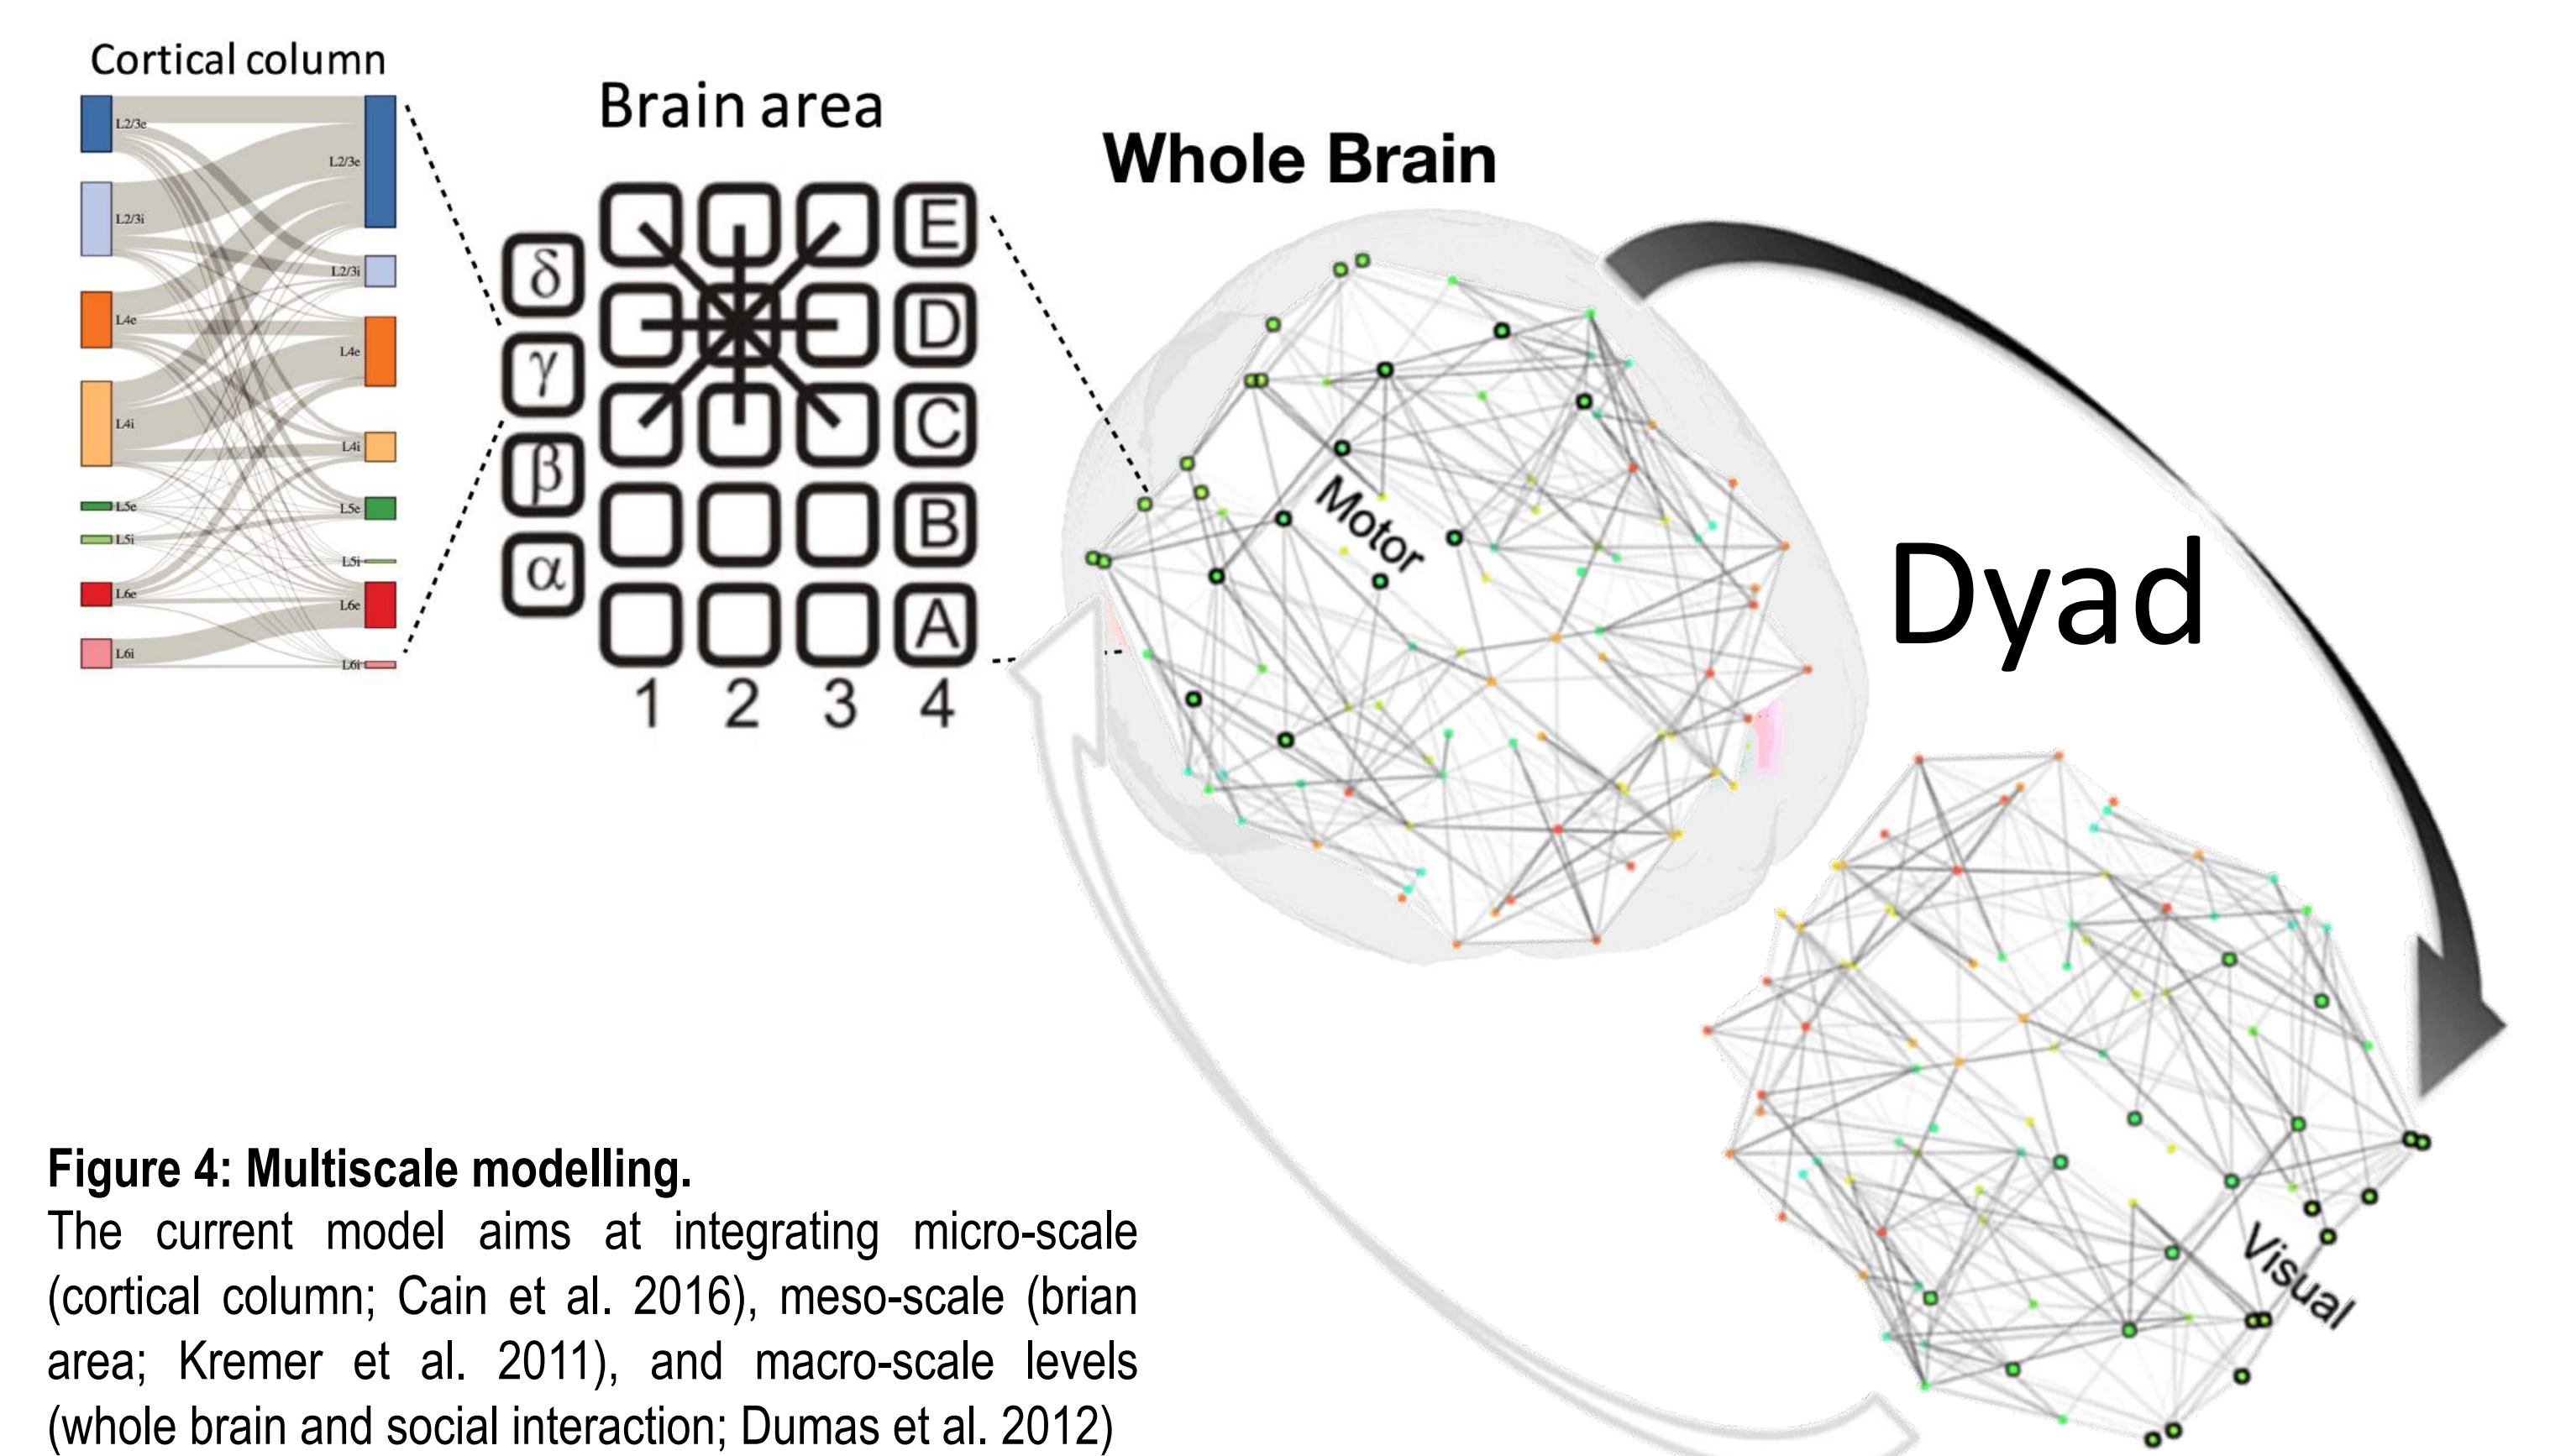 Cortical column
L2/3e
L2/3i
L4e
L4i
L5e
L5i
L6e
L6i
L2/3e
L2/3i
L4e
L4i
L5e
L5i
L6e
L6i
Brain area
δ
γ
β
α
E
D
C
B
A
1 2 3 4
Whole Brain
Motor
Dyad
Visual
Figure 4: Multiscale modelling.
The current model aims at integrating micro-scale
(cortical column; Cain et al. 2016), meso-scale (brian
area; Kremer et al. 2011), and macro-scale levels
(whole brain and social interaction; Dumas et al. 2012)